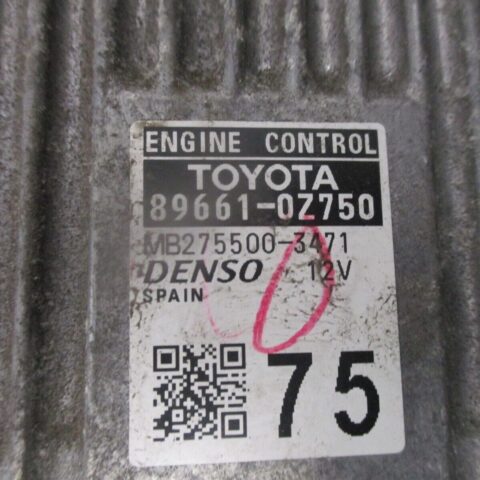 ENGINE CONTROL
TOYOTA
89661-0Z750
MB275500-3471
DENSO 12V
SPAIN
75